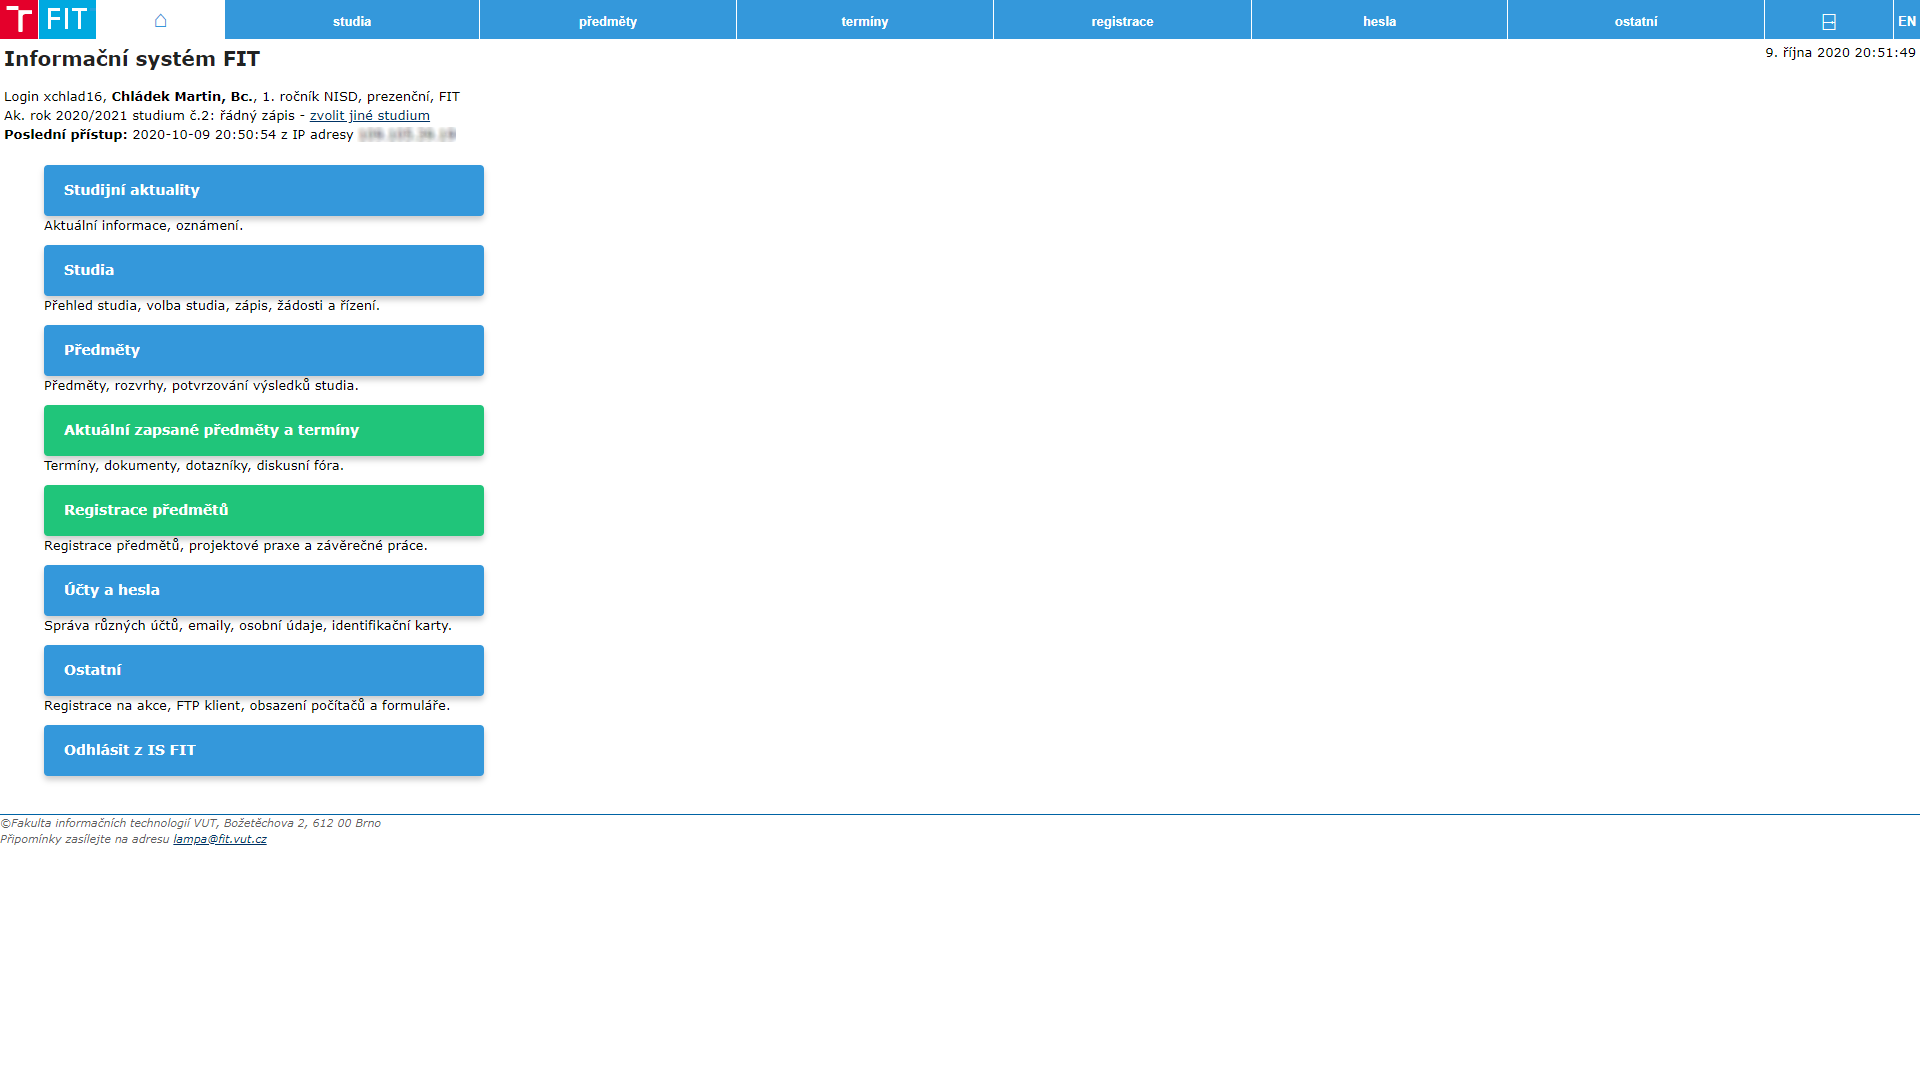 FIT
studia
předměty
termíny
registrace
hesla
ostatní
EN
Informační systém FIT
9. října 2020 20:51:49
Login xchlad16, Chládek Martin, Bc., 1. ročník NISD, prezenční, FIT
Ak. rok 2020/2021 studium č.2: řádný zápis - zvolit jiné studium
Poslední přístup: 2020-10-09 20:50:54 z IP adresy
Studijní aktuality
Aktuální informace, oznámení.
Studia
Přehled studia, volba studia, zápis, žádosti a řízení.
Předměty
Předměty, rozvrhy, potvrzování výsledků studia.
Aktuální zapsané předměty a termíny
Termíny, dokumenty, dotazníky, diskusní fóra.
Registrace předmětů
Registrace předmětů, projektové praxe a závěrečné práce.
Účty a hesla
Správa různých účtů, emaily, osobní údaje, identifikační karty.
Ostatní
Registrace na akce, FTP klient, obsazení počítačů a formuláře.
Odhlásit z IS FIT
©Fakulta informačních technologií VUT, Božetěchova 2, 612 00 Brno
Připomínky zasílejte na adresu lampa@fit.vut.cz